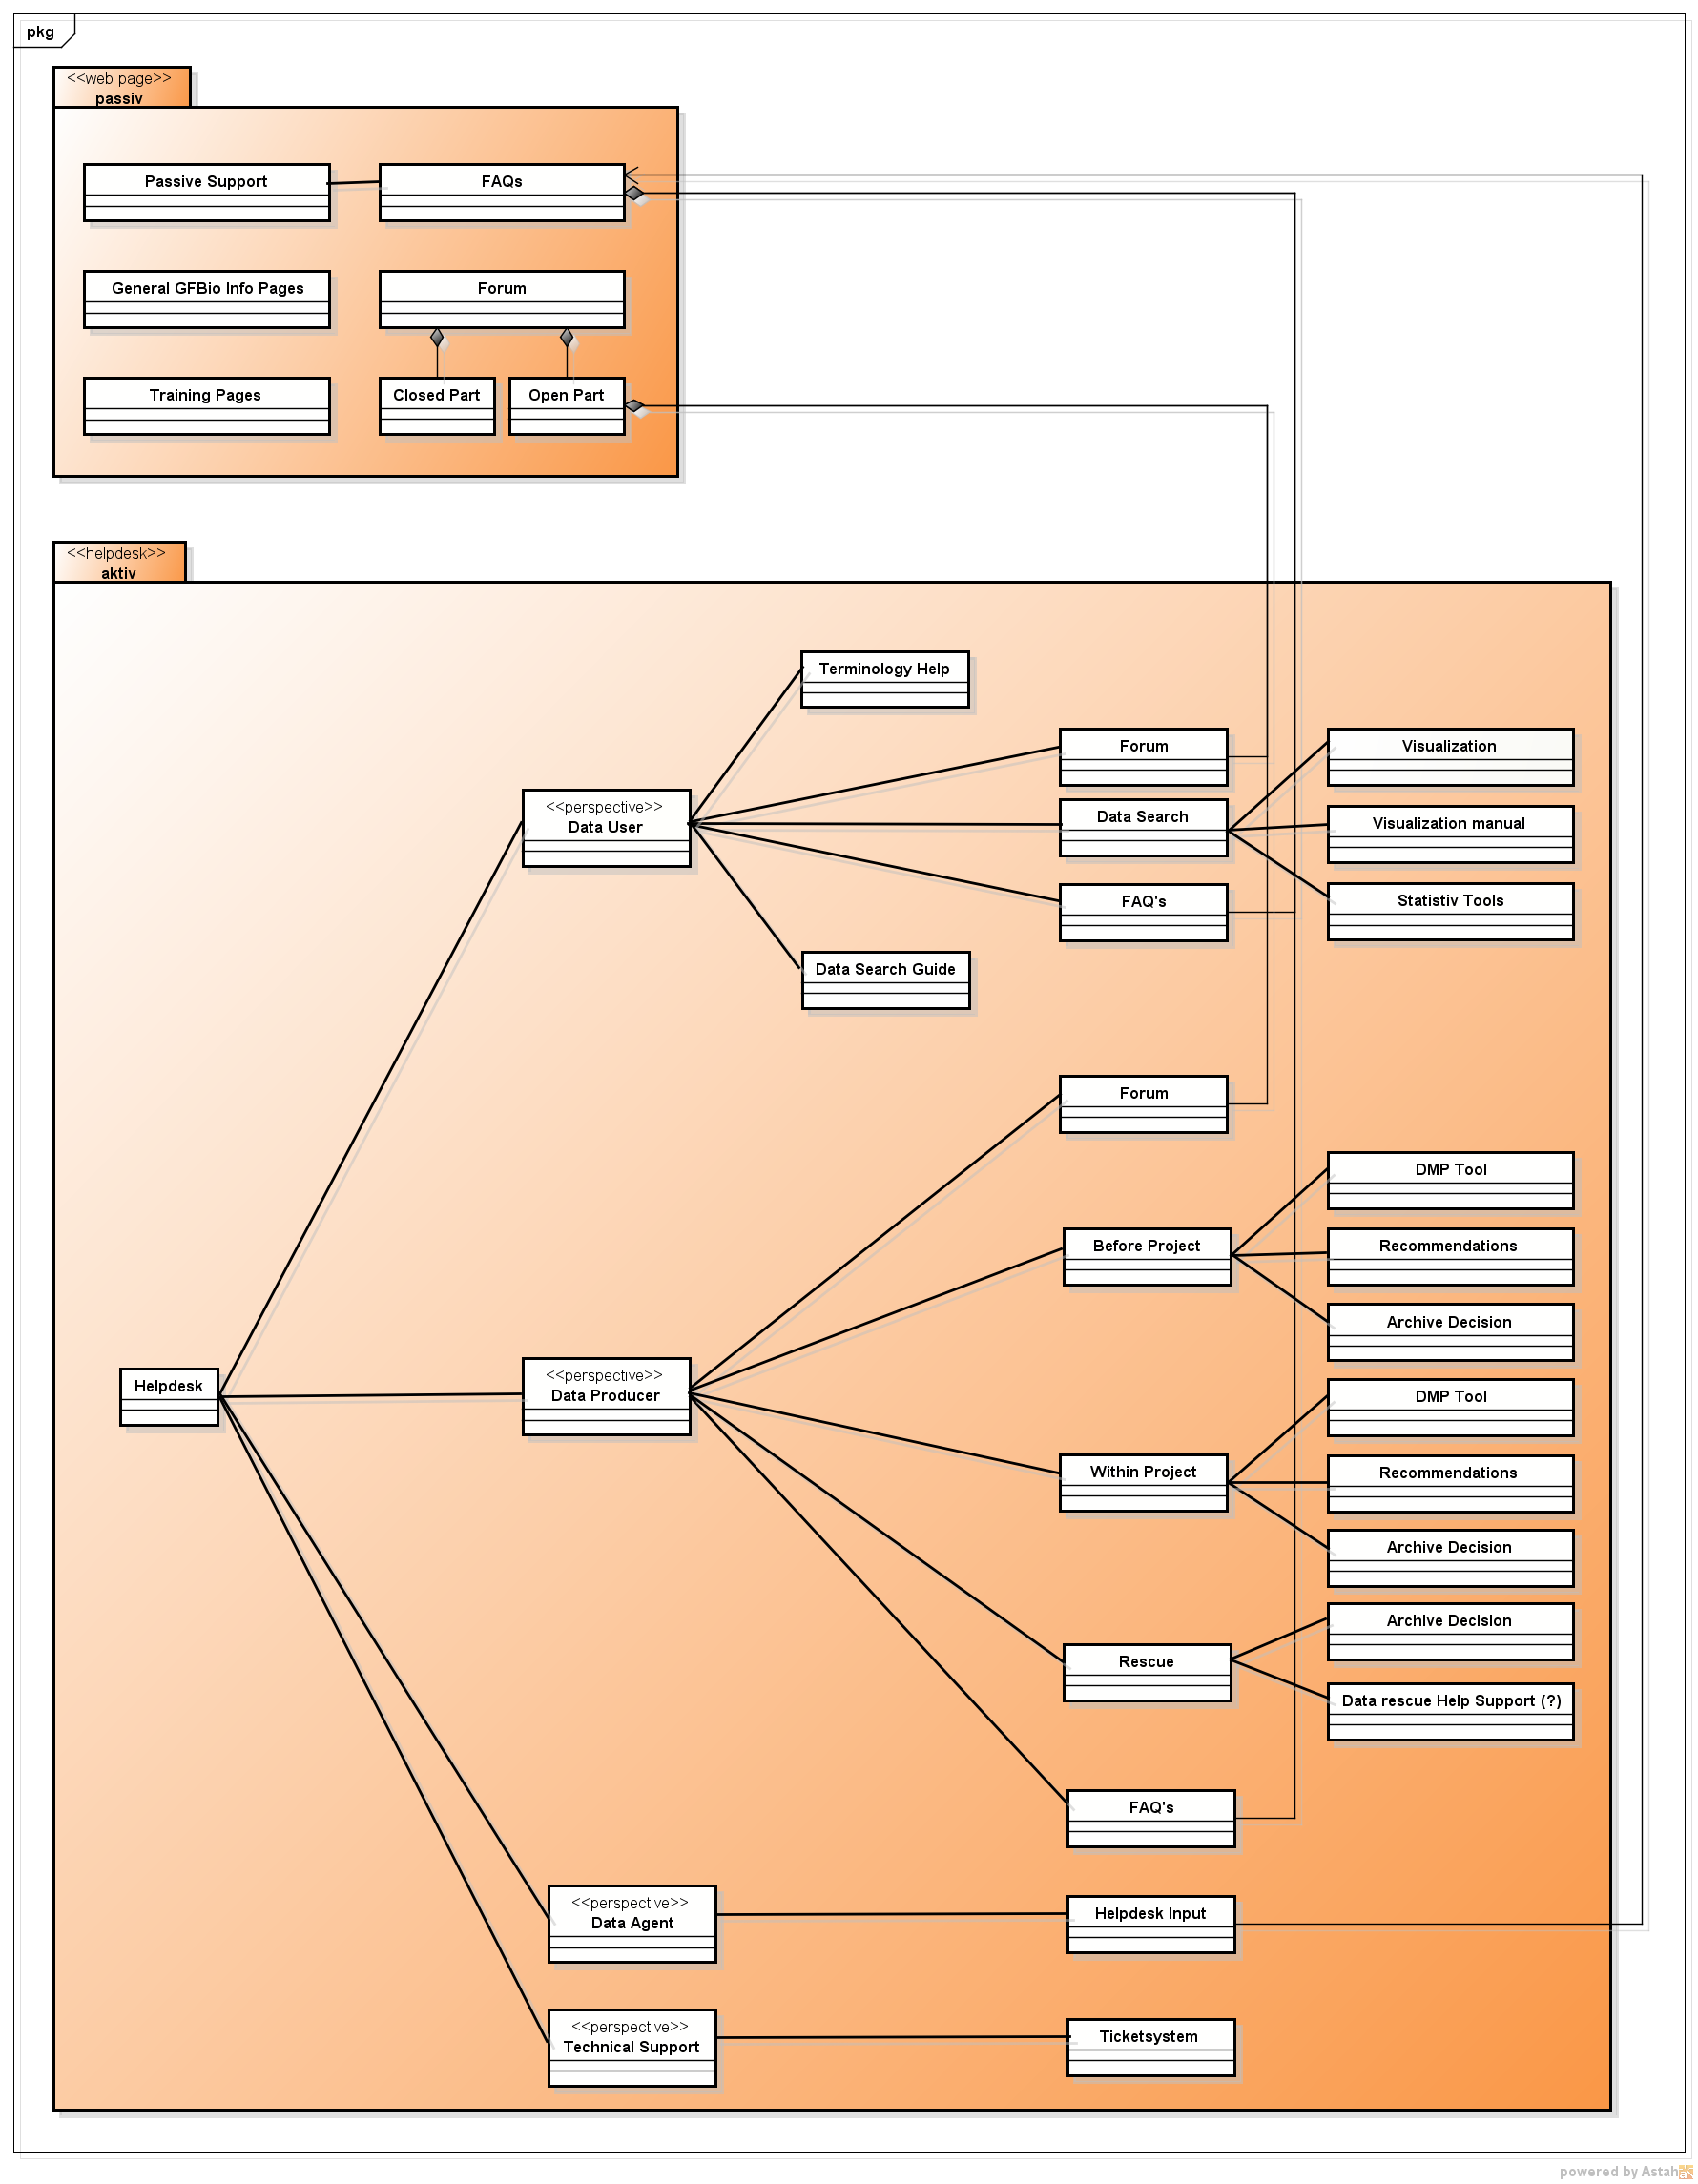 pkg
<<web page>>
passiv
Passive Support
FAQs
General GFBio Info Pages
Forum
Training Pages
Closed Part
Open Part
<<helpdesk>>
aktiv
Terminology Help
Forum
Visualization
<<perspective>>
Data User
Data Search
Visualization manual
FAQ's
Statistiv Tools
Data Search Guide
Forum
DMP Tool
Before Project
Recommendations
Archive Decision
Helpdesk
<<perspective>>
Data Producer
DMP Tool
Within Project
Recommendations
Archive Decision
Archive Decision
Rescue
Data rescue Help Support (?)
FAQ's
<<perspective>>
Data Agent
Helpdesk Input
<<perspective>>
Technical Support
Ticketsystem
powered by Astah